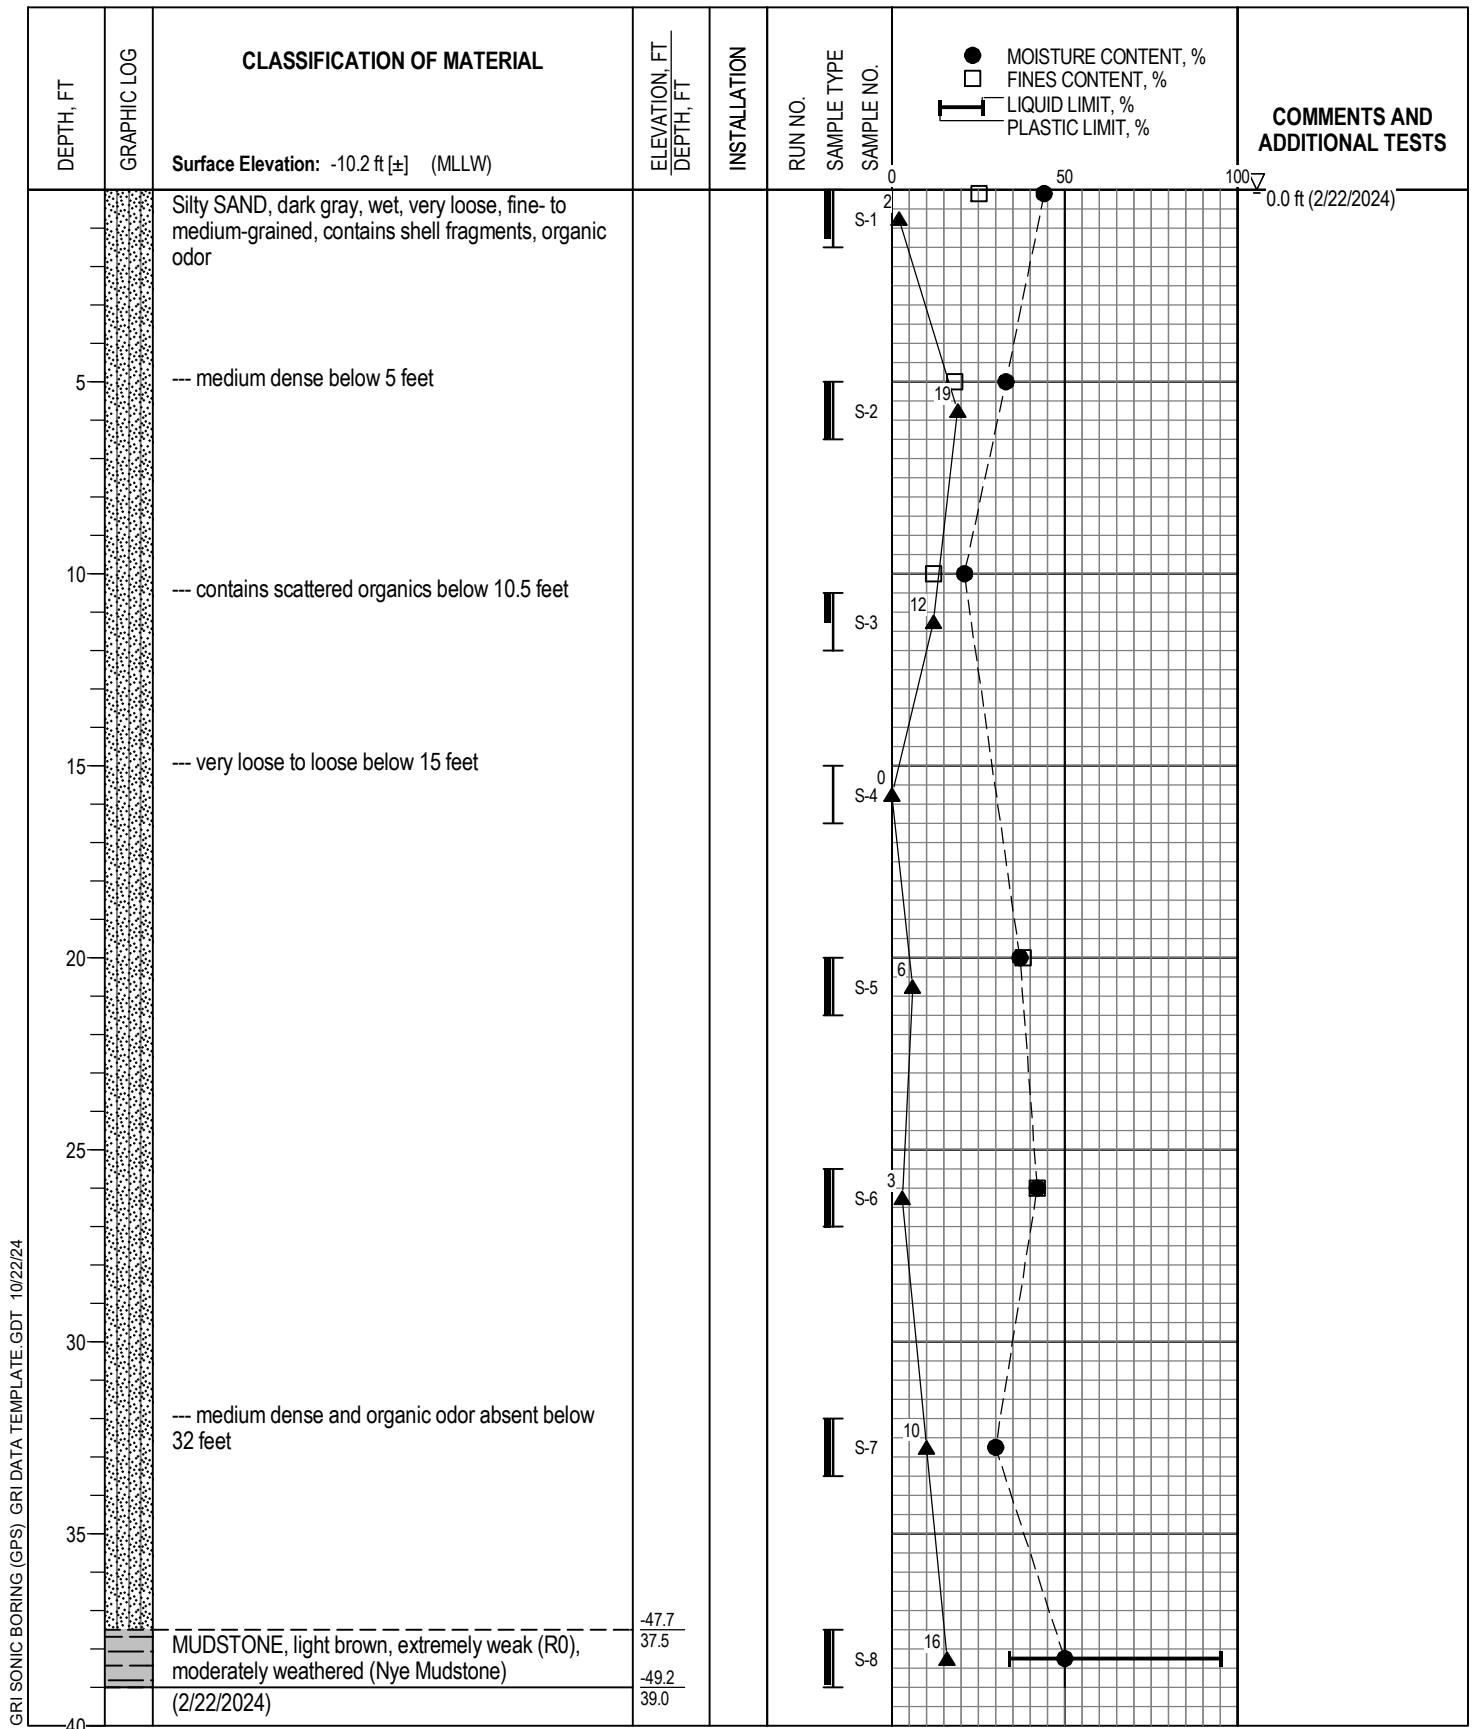 DEPTH, FT
GRAPHIC LOG
CLASSIFICATION OF MATERIAL
Surface Elevation: -10.2 ft [±] (MLLW)
ELEVATION, FT
DEPTH, FT
INSTALLATION
RUN NO.
SAMPLE TYPE
SAMPLE NO.
MOISTURE CONTENT, %
FINES CONTENT, %
LIQUID LIMIT, %
PLASTIC LIMIT, %
COMMENTS AND
ADDITIONAL TESTS
0 50 100
0.0 ft (2/22/2024)
Silty SAND, dark gray, wet, very loose, fine- to
medium-grained, contains shell fragments, organic
odor
2
S-1
5
--- medium dense below 5 feet
19
S-2
10
--- contains scattered organics below 10.5 feet
12
S-3
15
--- very loose to loose below 15 feet
0
S-4
20
6
S-5
25
3
S-6
30
--- medium dense and organic odor absent below
32 feet
10
S-7
35
-47.7
37.5
MUDSTONE, light brown, extremely weak (R0),
moderately weathered (Nye Mudstone)
16
S-8
-49.2
39.0
(2/22/2024)
40
GRI SONIC BORING (GPS) GRI DATA TEMPLATE.GDT 10/22/24